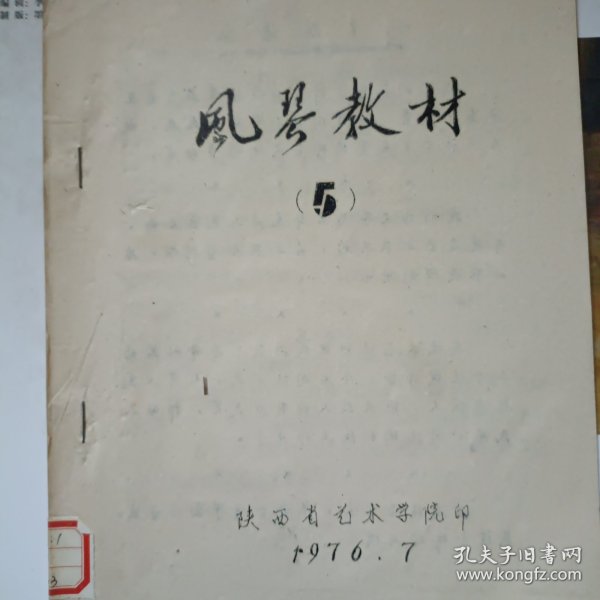 風琴教材
（5）
陕西省艺术学院印
1976.7
孔夫子旧书网
www.kongfz.com